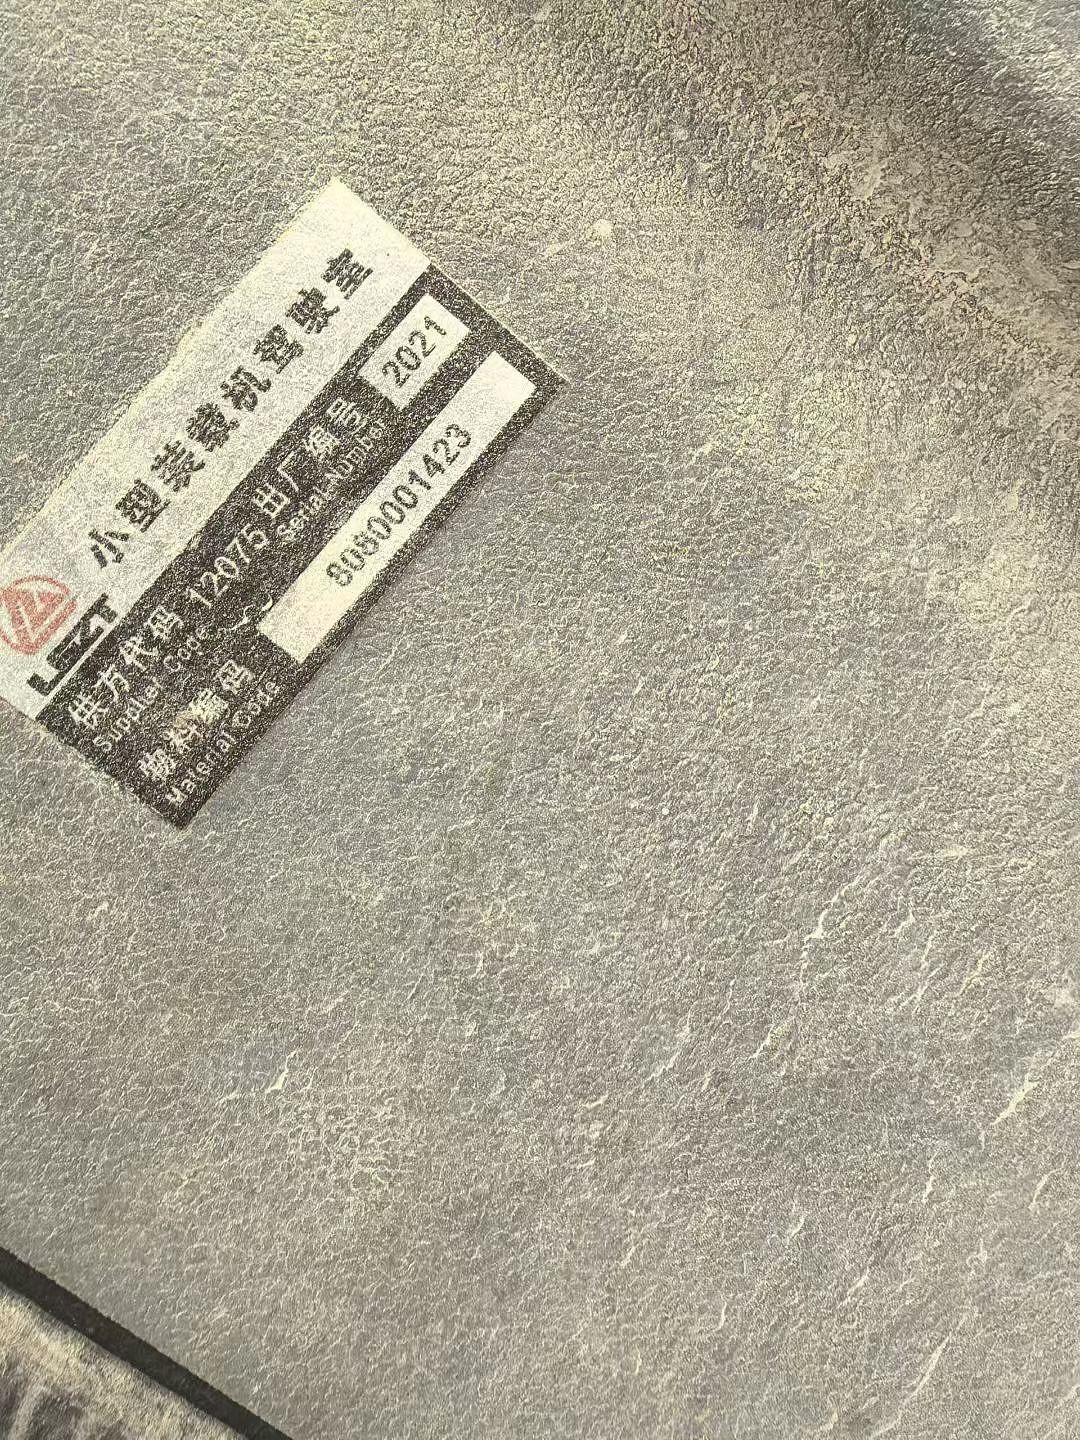 小型装载机驾驶室
供方代码 12075 出厂编号 2021
Supplier Code Serial Number
物料编码 8080001423
Material Code